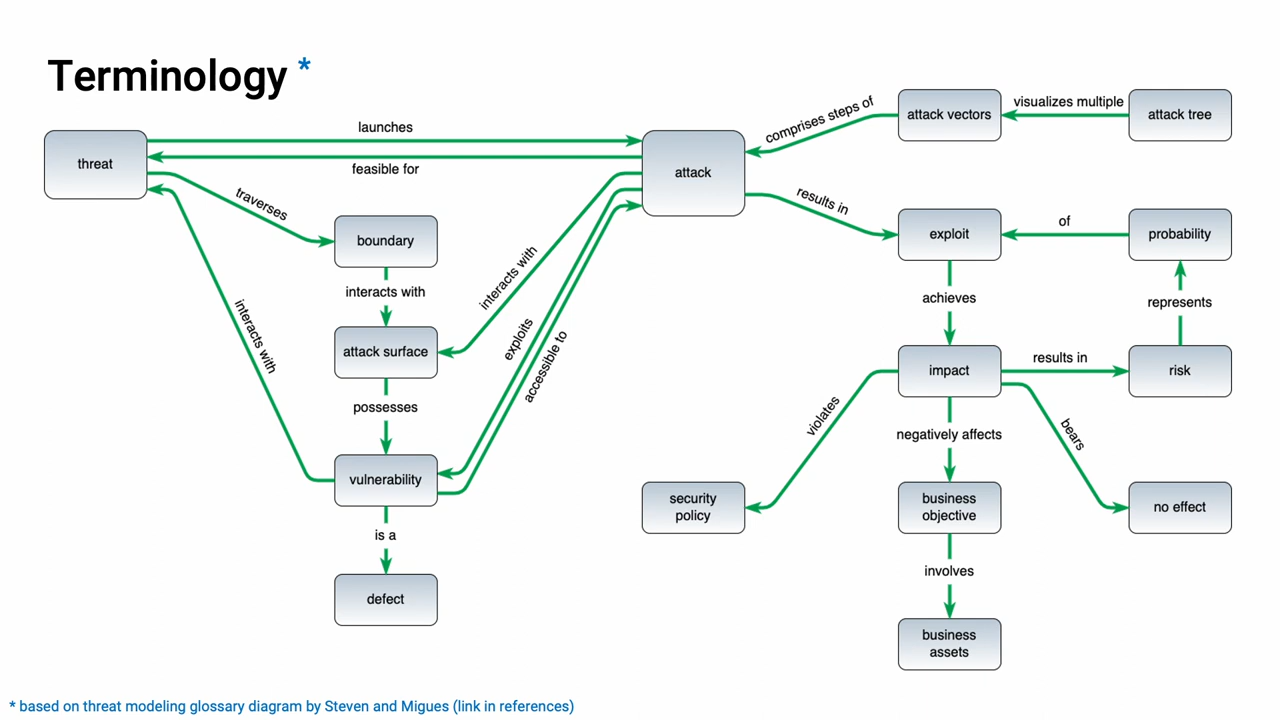 Terminology *
attack vectors
visualizes multiple
attack tree
comprises steps of
threat
launches
feasible for
attack
traverses
results in
boundary
exploit
of
probability
interacts with
interacts with
achieves
represents
interacts with
attack surface
exploits
accessible to
impact
results in
risk
possesses
violates
negatively affects
bears
vulnerability
security
policy
business
objective
no effect
is a
involves
defect
business
assets
* based on threat modeling glossary diagram by Steven and Migues (link in references)